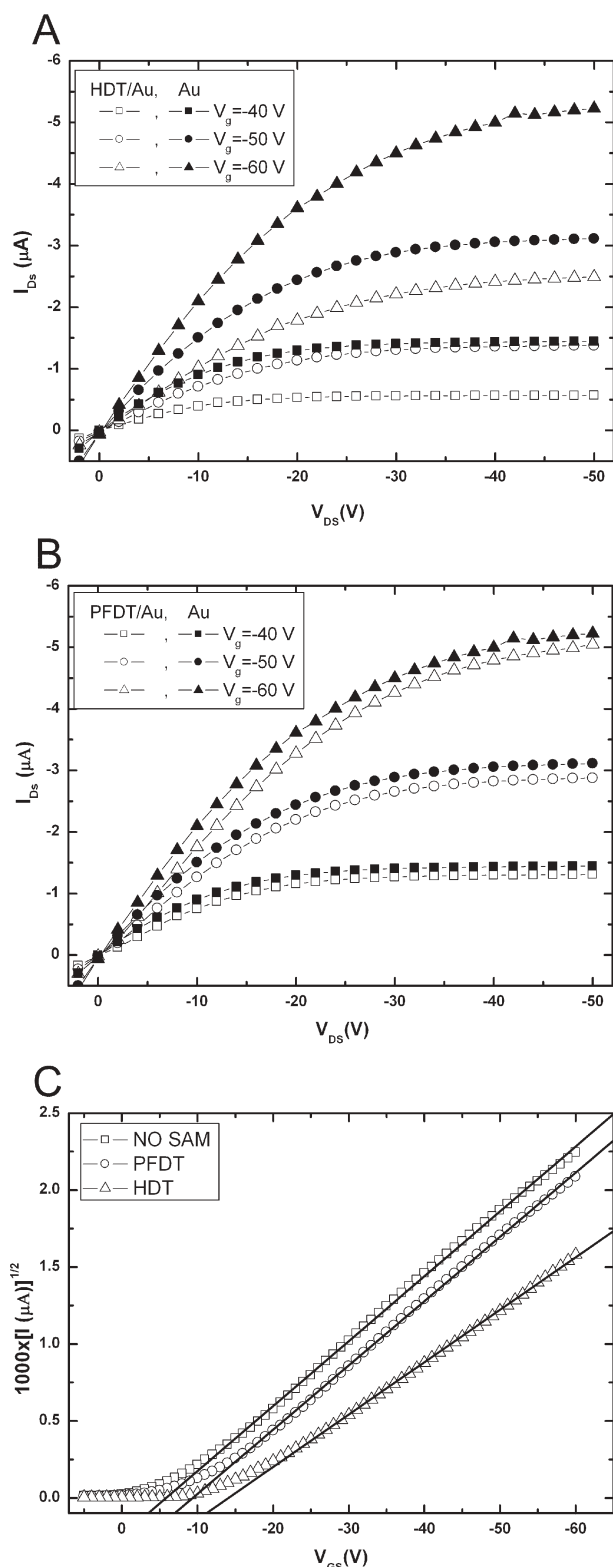 A
-6
-5
-4
-3
-2
-1
0
I_Ds (μA)
HDT/Au, Au
, V_g=-40 V
, V_g=-50 V
, V_g=-60 V
0 -10 -20 -30 -40 -50
V_DS(V)
B
-6
-5
-4
-3
-2
-1
0
I_Ds (μA)
PFDT/Au, Au
, V_g=-40 V
, V_g=-50 V
, V_g=-60 V
0 -10 -20 -30 -40 -50
V_DS(V)
C
2.5
2.0
1.5
1.0
0.5
0.0
1000x[I (μA)]^1/2
NO SAM
PFDT
HDT
0 -10 -20 -30 -40 -50 -60
V_GS(V)